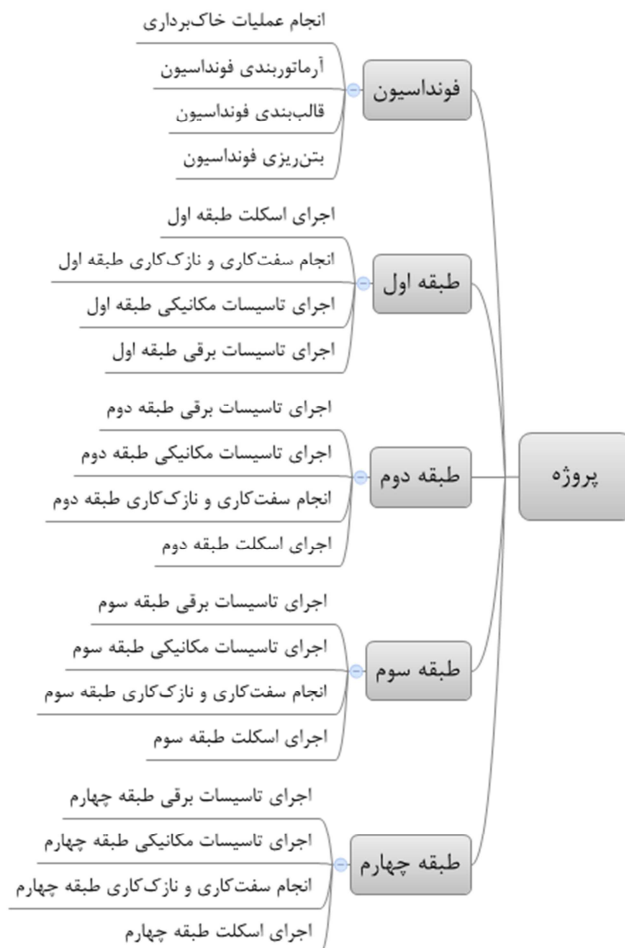 پروژه
فونداسیون
انجام عملیات خاک‌برداری
آرماتوربندی فونداسیون
قالب‌بندی فونداسیون
بتن‌ریزی فونداسیون
طبقه اول
اجرای اسکلت طبقه اول
انجام سفت‌کاری و نازک‌کاری طبقه اول
اجرای تاسیسات مکانیکی طبقه اول
اجرای تاسیسات برقی طبقه اول
طبقه دوم
اجرای تاسیسات برقی طبقه دوم
اجرای تاسیسات مکانیکی طبقه دوم
انجام سفت‌کاری و نازک‌کاری طبقه دوم
اجرای اسکلت طبقه دوم
طبقه سوم
اجرای تاسیسات برقی طبقه سوم
اجرای تاسیسات مکانیکی طبقه سوم
انجام سفت‌کاری و نازک‌کاری طبقه سوم
اجرای اسکلت طبقه سوم
طبقه چهارم
اجرای تاسیسات برقی طبقه چهارم
اجرای تاسیسات مکانیکی طبقه چهارم
انجام سفت‌کاری و نازک‌کاری طبقه چهارم
اجرای اسکلت طبقه چهارم